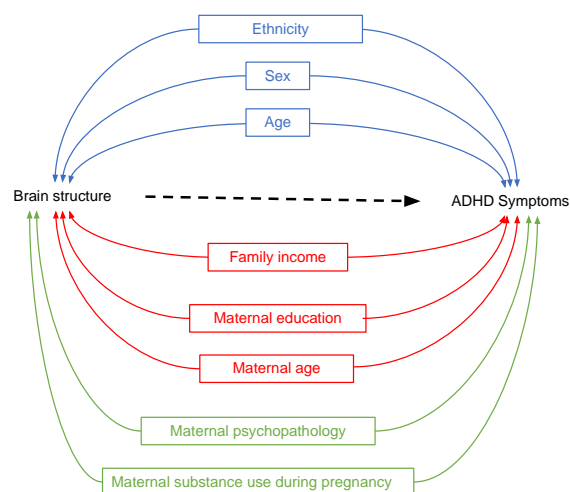 Ethnicity
Sex
Age
Brain structure
ADHD Symptoms
Family income
Maternal education
Maternal age
Maternal psychopathology
Maternal substance use during pregnancy